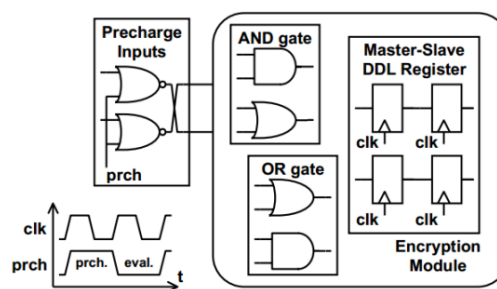 Precharge
Inputs
prch
AND gate
OR gate
Master-Slave
DDL Register
clk
clk
clk
clk
Encryption
Module
clk
prch
prch.
eval.
t